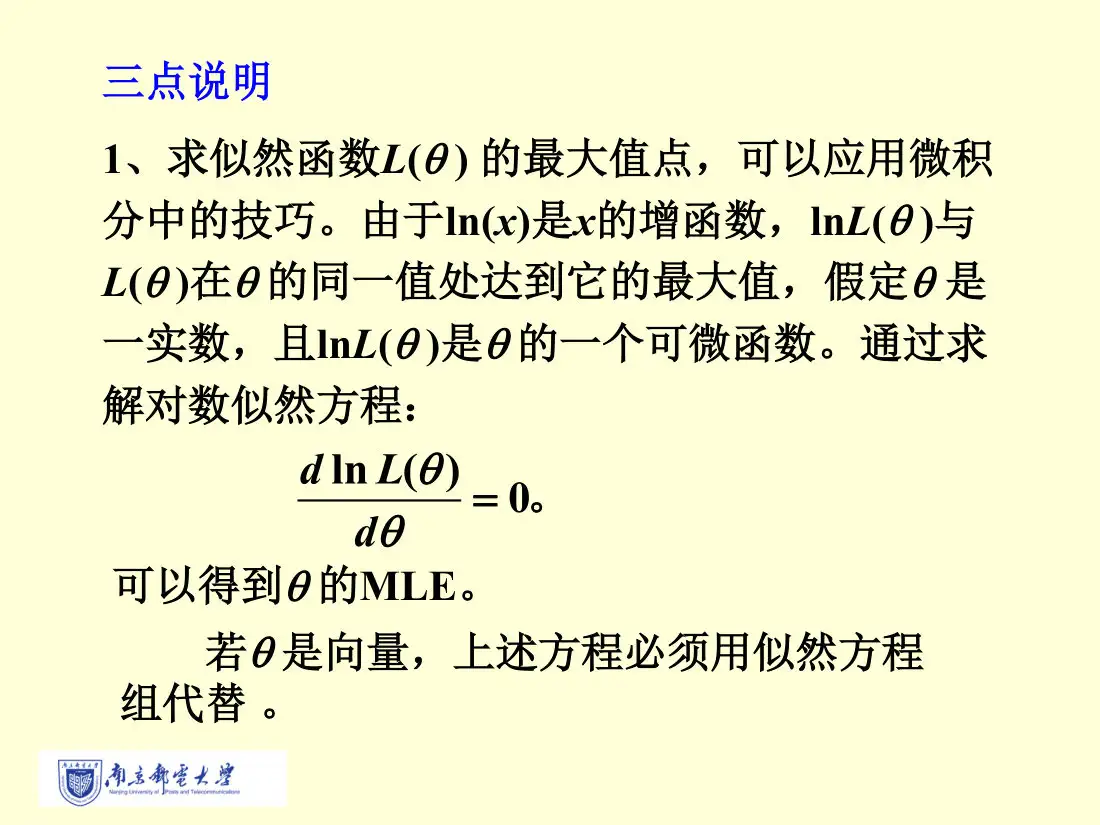 三点说明
1、求似然函数L(θ) 的最大值点，可以应用微积
分中的技巧。由于ln(x)是x的增函数，lnL(θ)与
L(θ)在θ的同一值处达到它的最大值，假定θ是
一实数，且lnL(θ)是θ的一个可微函数。通过求
解对数似然方程：
d ln L(θ)
= 0。
dθ
可以得到θ的MLE。
若θ是向量，上述方程必须用似然方程
组代替 。
南京邮电大学
Nanjing University of Posts and Telecommunications